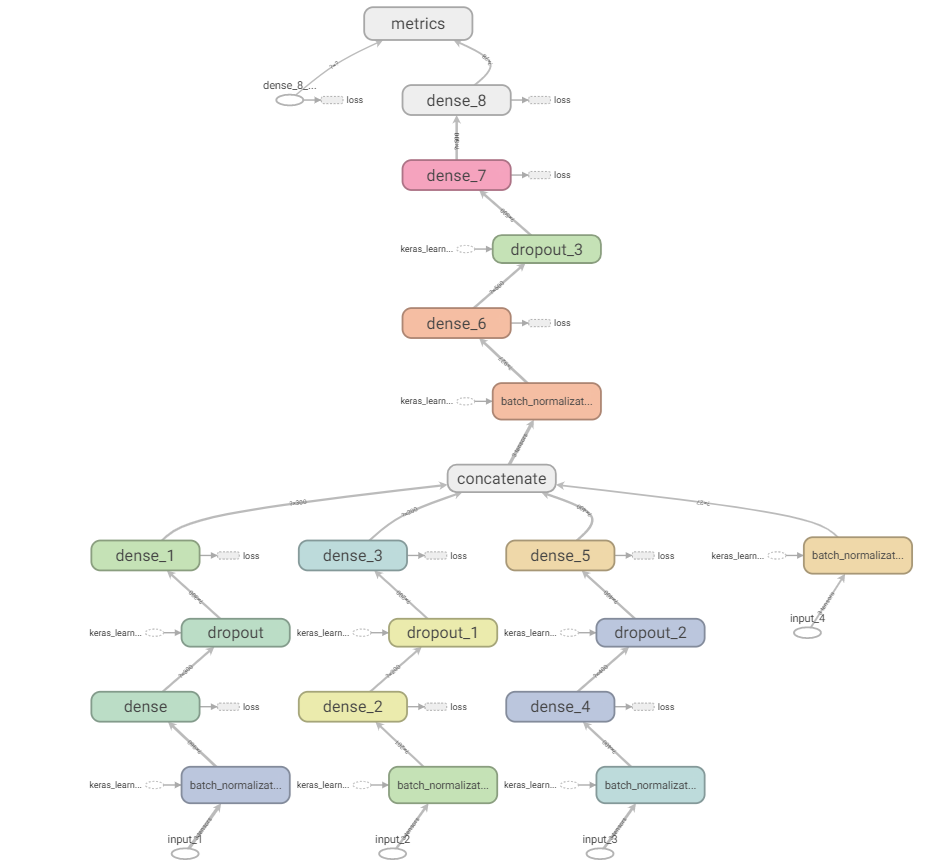 metrics
dense_8_...
loss
dense_8
loss
dense_7
loss
keras_learn...
dropout_3
dense_6
loss
keras_learn...
batch_normalizat...
concatenate
?x300
?x200
dense_1
loss
dense_3
loss
dense_5
loss
keras_learn...
batch_normalizat...
keras_learn...
dropout
keras_learn...
dropout_1
keras_learn...
dropout_2
input_4
dense
loss
dense_2
loss
dense_4
loss
keras_learn...
batch_normalizat...
keras_learn...
batch_normalizat...
keras_learn...
batch_normalizat...
input_1
input_2
input_3